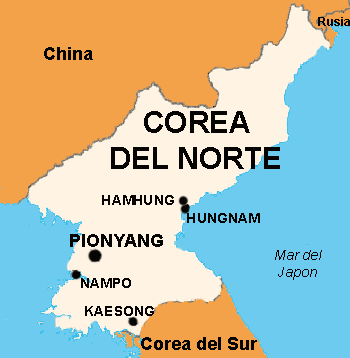 Rusia
China
COREA
DEL NORTE
HAMHUNG
HUNGNAM
PIONYANG
Mar del
Japon
NAMPO
KAESONG
Corea del Sur